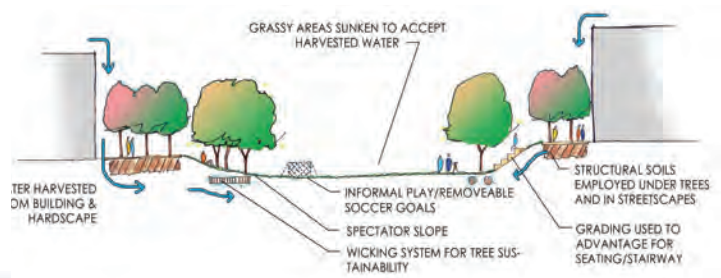 GRASSY AREAS SUNKEN TO ACCEPT
HARVESTED WATER
TER HARVESTED
OM BUILDING &
HARDSCAPE
INFORMAL PLAY/REMOVEABLE
SOCCER GOALS
SPECTATOR SLOPE
WICKING SYSTEM FOR TREE SUS-
TAINABILITY
STRUCTURAL SOILS
EMPLOYED UNDER TREES
AND IN STREETSCAPES
GRADING USED TO
ADVANTAGE FOR
SEATING/STAIRWAY